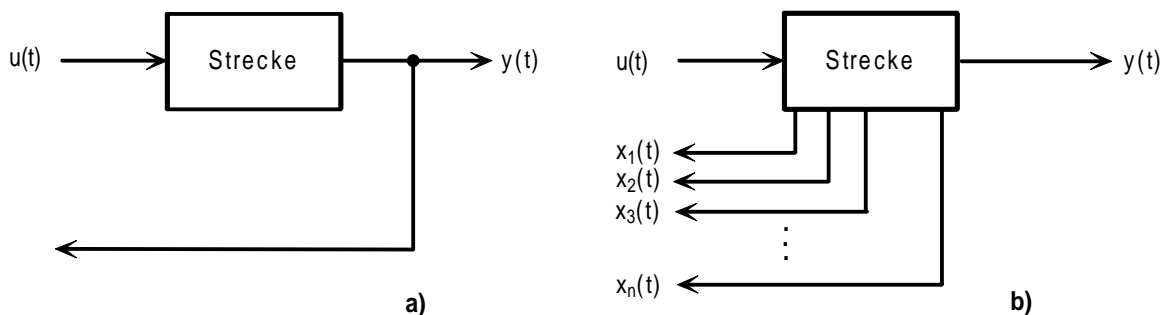 u(t) Strecke y(t)
a)
u(t) Strecke y(t)
x₁(t)
x₂(t)
x₃(t)
⋮
xₙ(t)
b)